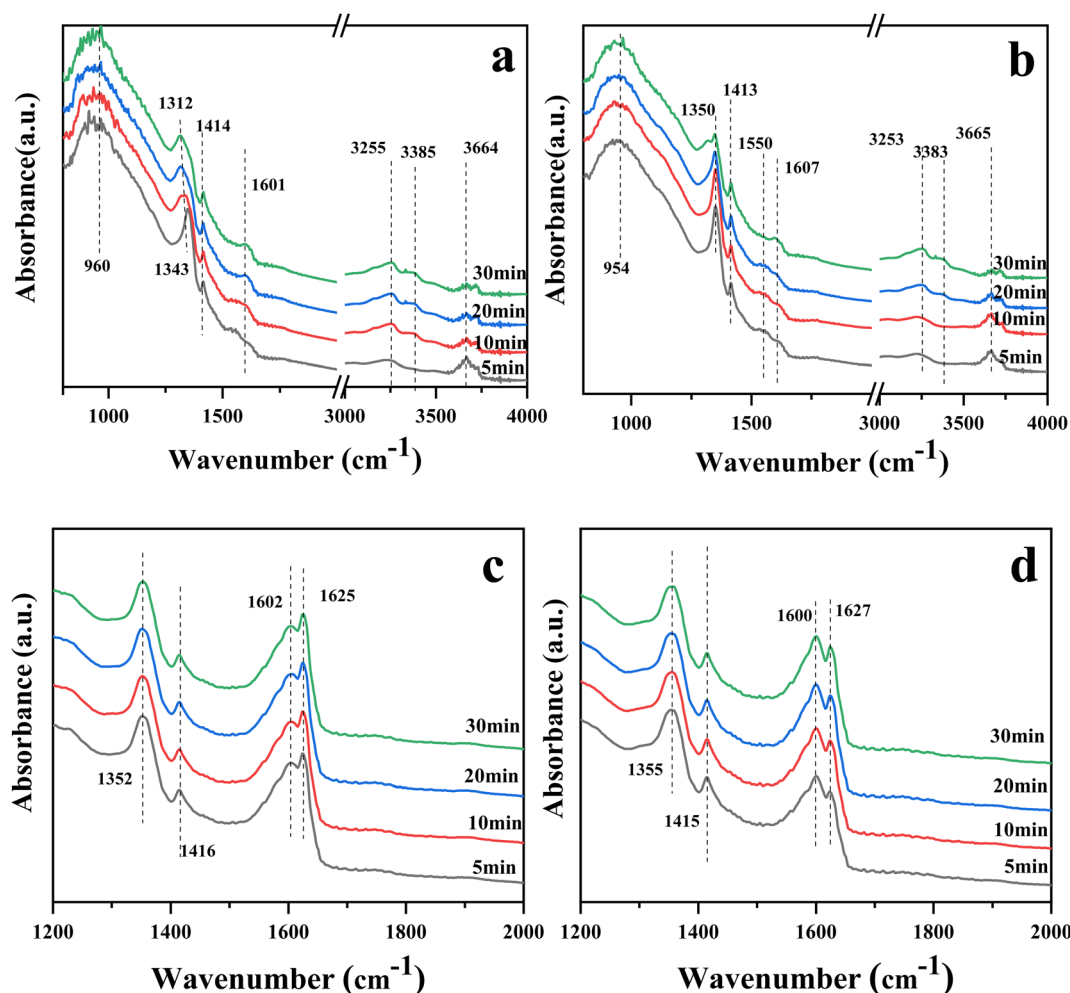 a
Absorbance(a.u.)
1312
1414
1601
3255
3385
3664
960
1343
30min
20min
10min
5min
1000
1500
3000
3500
4000
Wavenumber (cm-1)
b
Absorbance(a.u.)
1350
1413
1550
1607
3253
3383
3665
954
30min
20min
10min
5min
1000
1500
3000
3500
4000
Wavenumber (cm-1)
c
Absorbance (a.u.)
1602
1625
1352
1416
30min
20min
10min
5min
1200
1400
1600
1800
2000
Wavenumber (cm-1)
d
Absorbance (a.u.)
1600
1627
1355
1415
30min
20min
10min
5min
1200
1400
1600
1800
2000
Wavenumber (cm-1)